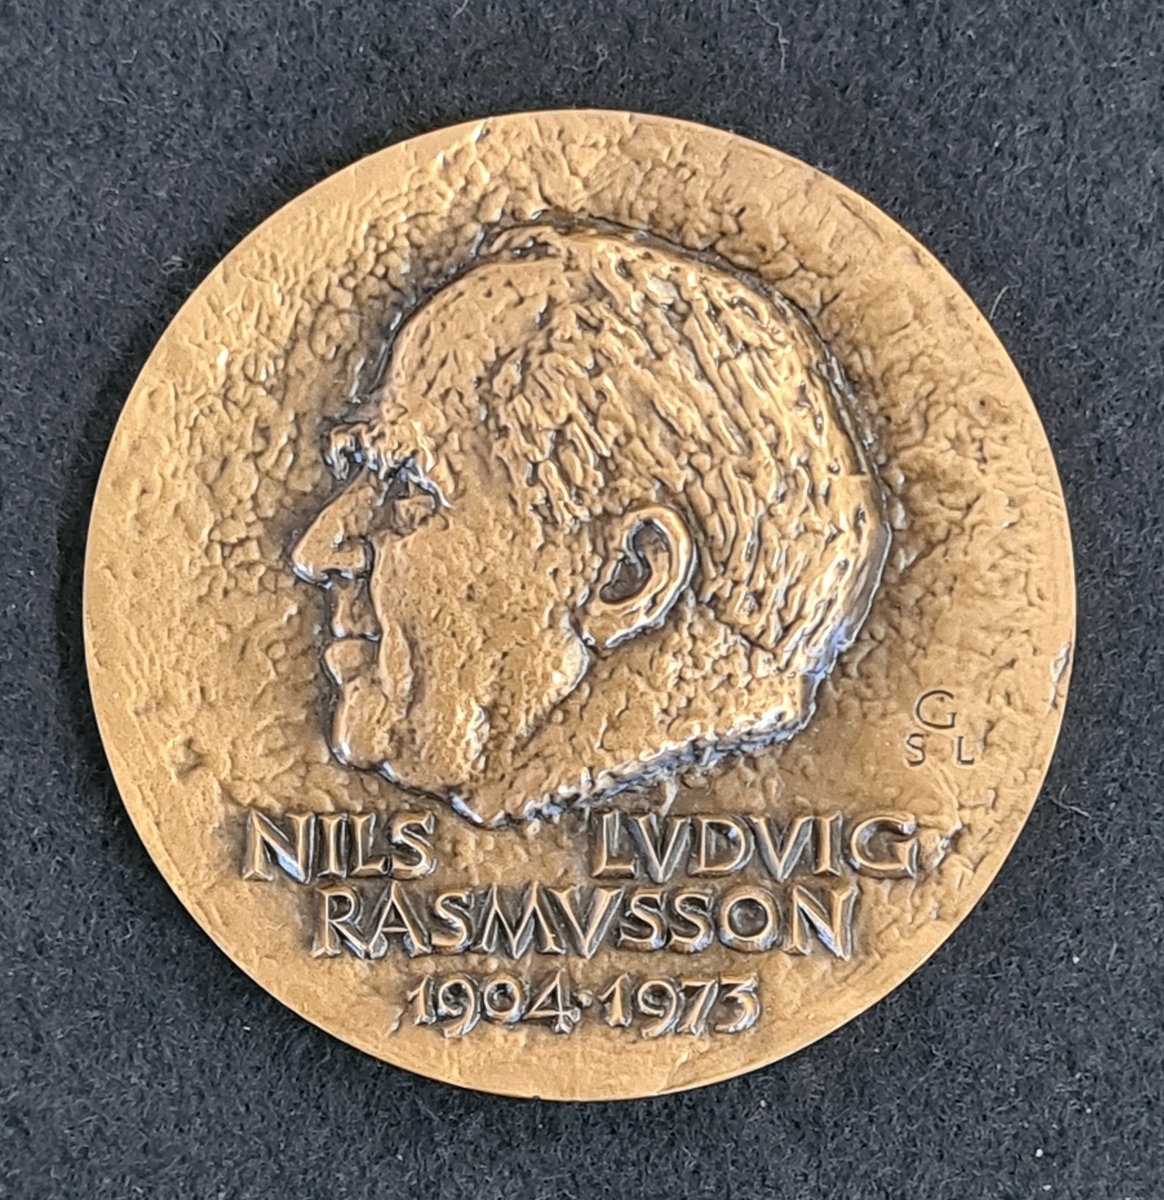 G
S L
NILS LVDVIG
RASMVSSON
1904·1973